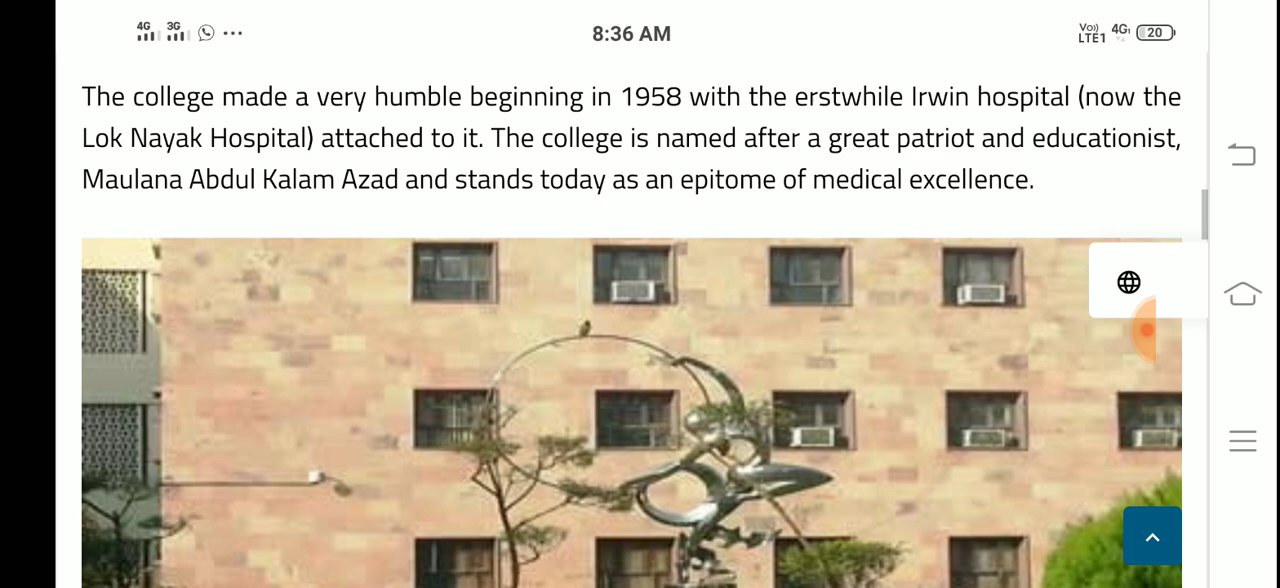 4G 3G
8:36 AM
Vo)) LTE1 4G 20
The college made a very humble beginning in 1958 with the erstwhile Irwin hospital (now the
Lok Nayak Hospital) attached to it. The college is named after a great patriot and educationist,
Maulana Abdul Kalam Azad and stands today as an epitome of medical excellence.